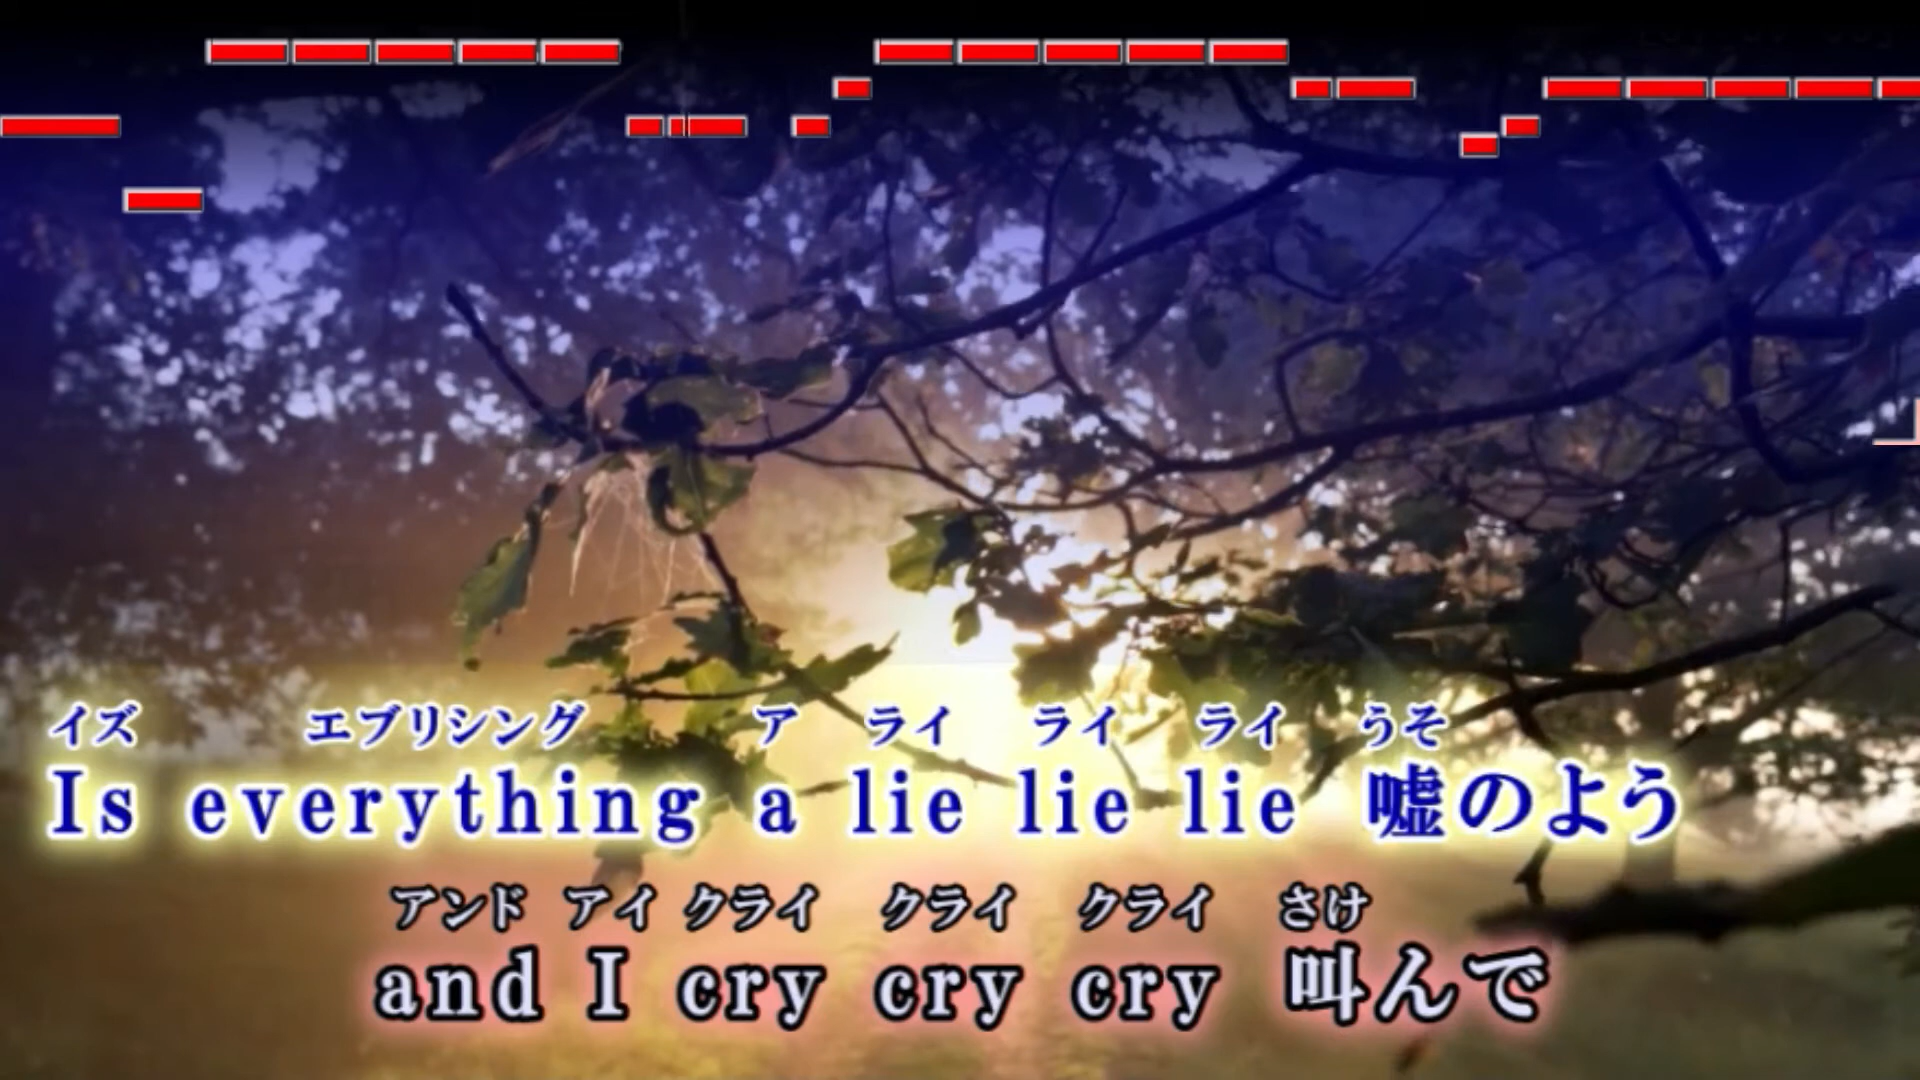 イズ エブリシング ア ライ ライ ライ うそ
Is everything a lie lie lie 嘘のよう
アンド アイ クライ クライ クライ さけ
and I cry cry cry 叫んで